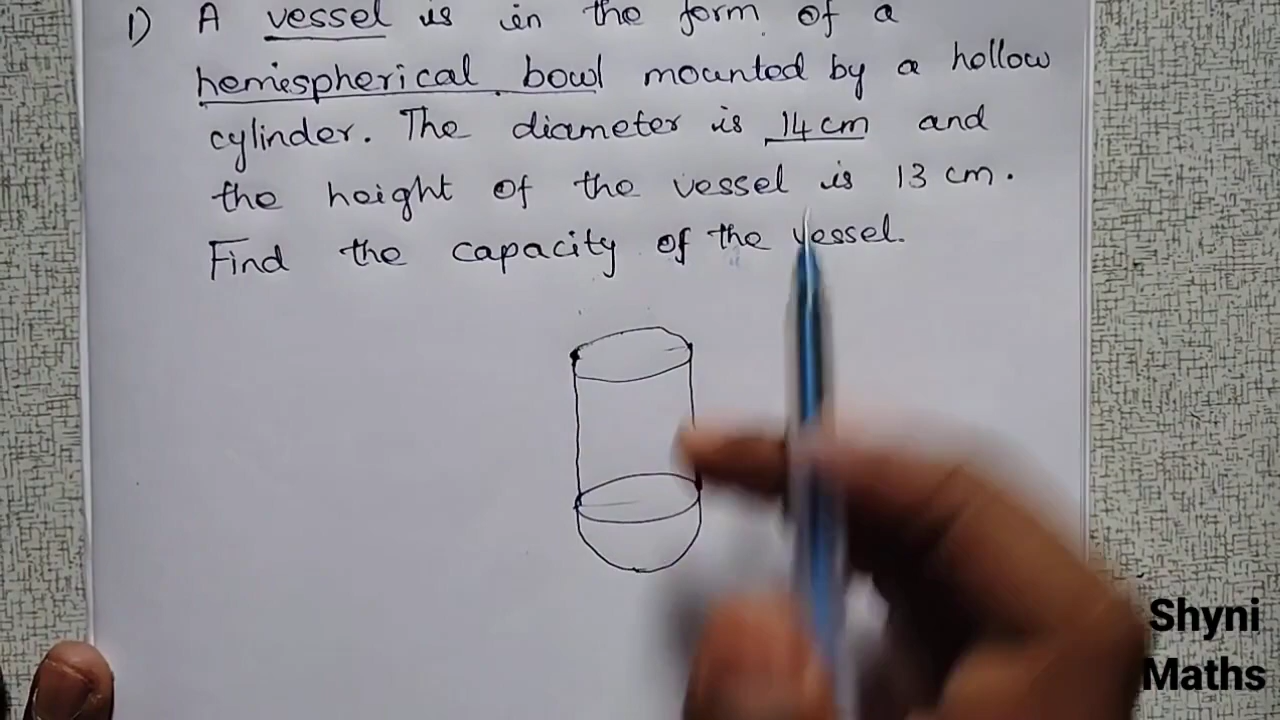 1) A vessel is in the form of a
hemispherical bowl mounted by a hollow
cylinder. The diameter is 14 cm and
the height of the vessel is 13 cm.
Find the capacity of the vessel.
Shyni
Maths